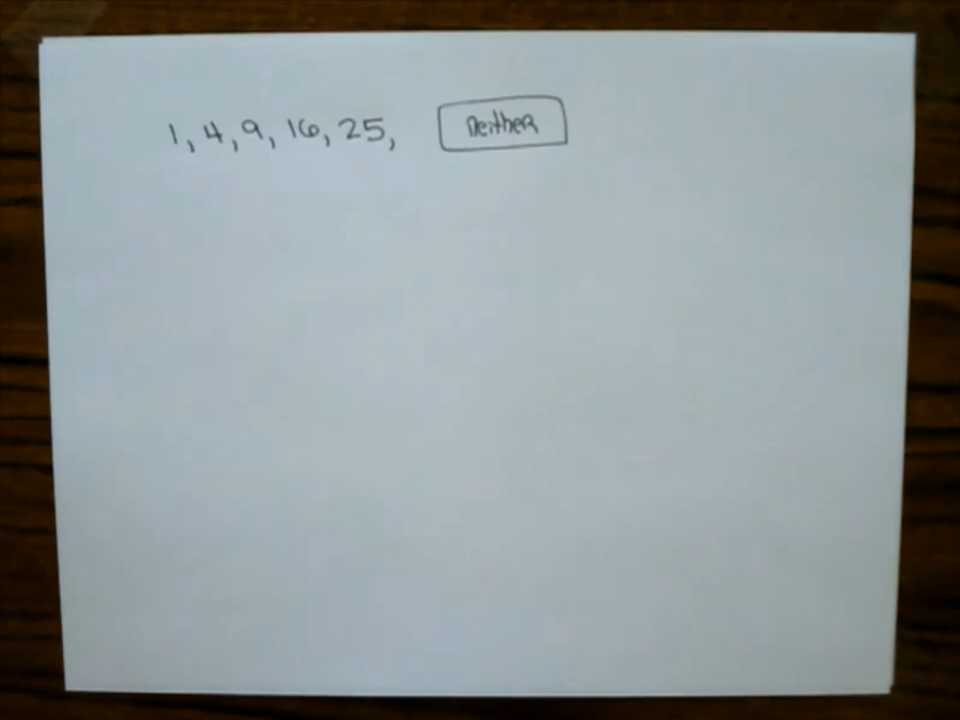 1, 4, 9, 16, 25, neither